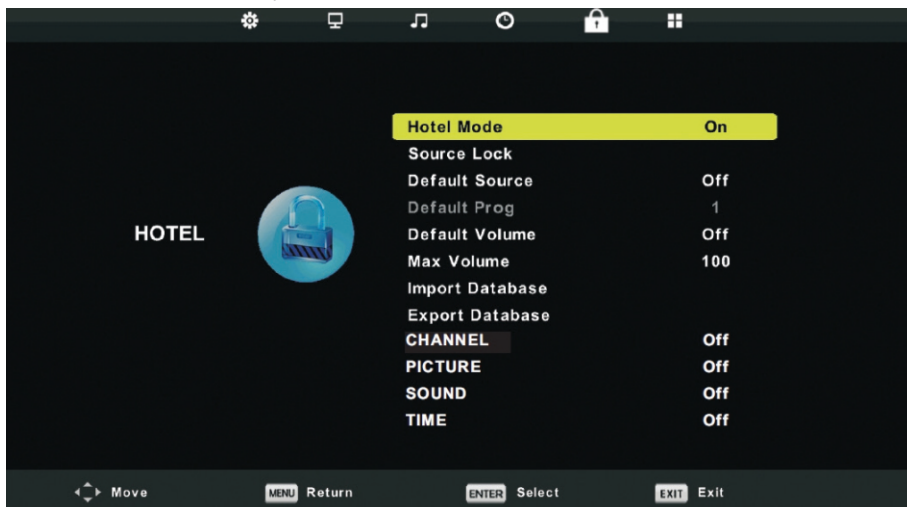 Hotel Mode On
Source Lock
Default Source Off
Default Prog 1
HOTEL
Default Volume Off
Max Volume 100
Import Database
Export Database
CHANNEL Off
PICTURE Off
SOUND Off
TIME Off
Move MENU Return ENTER Select EXIT Exit